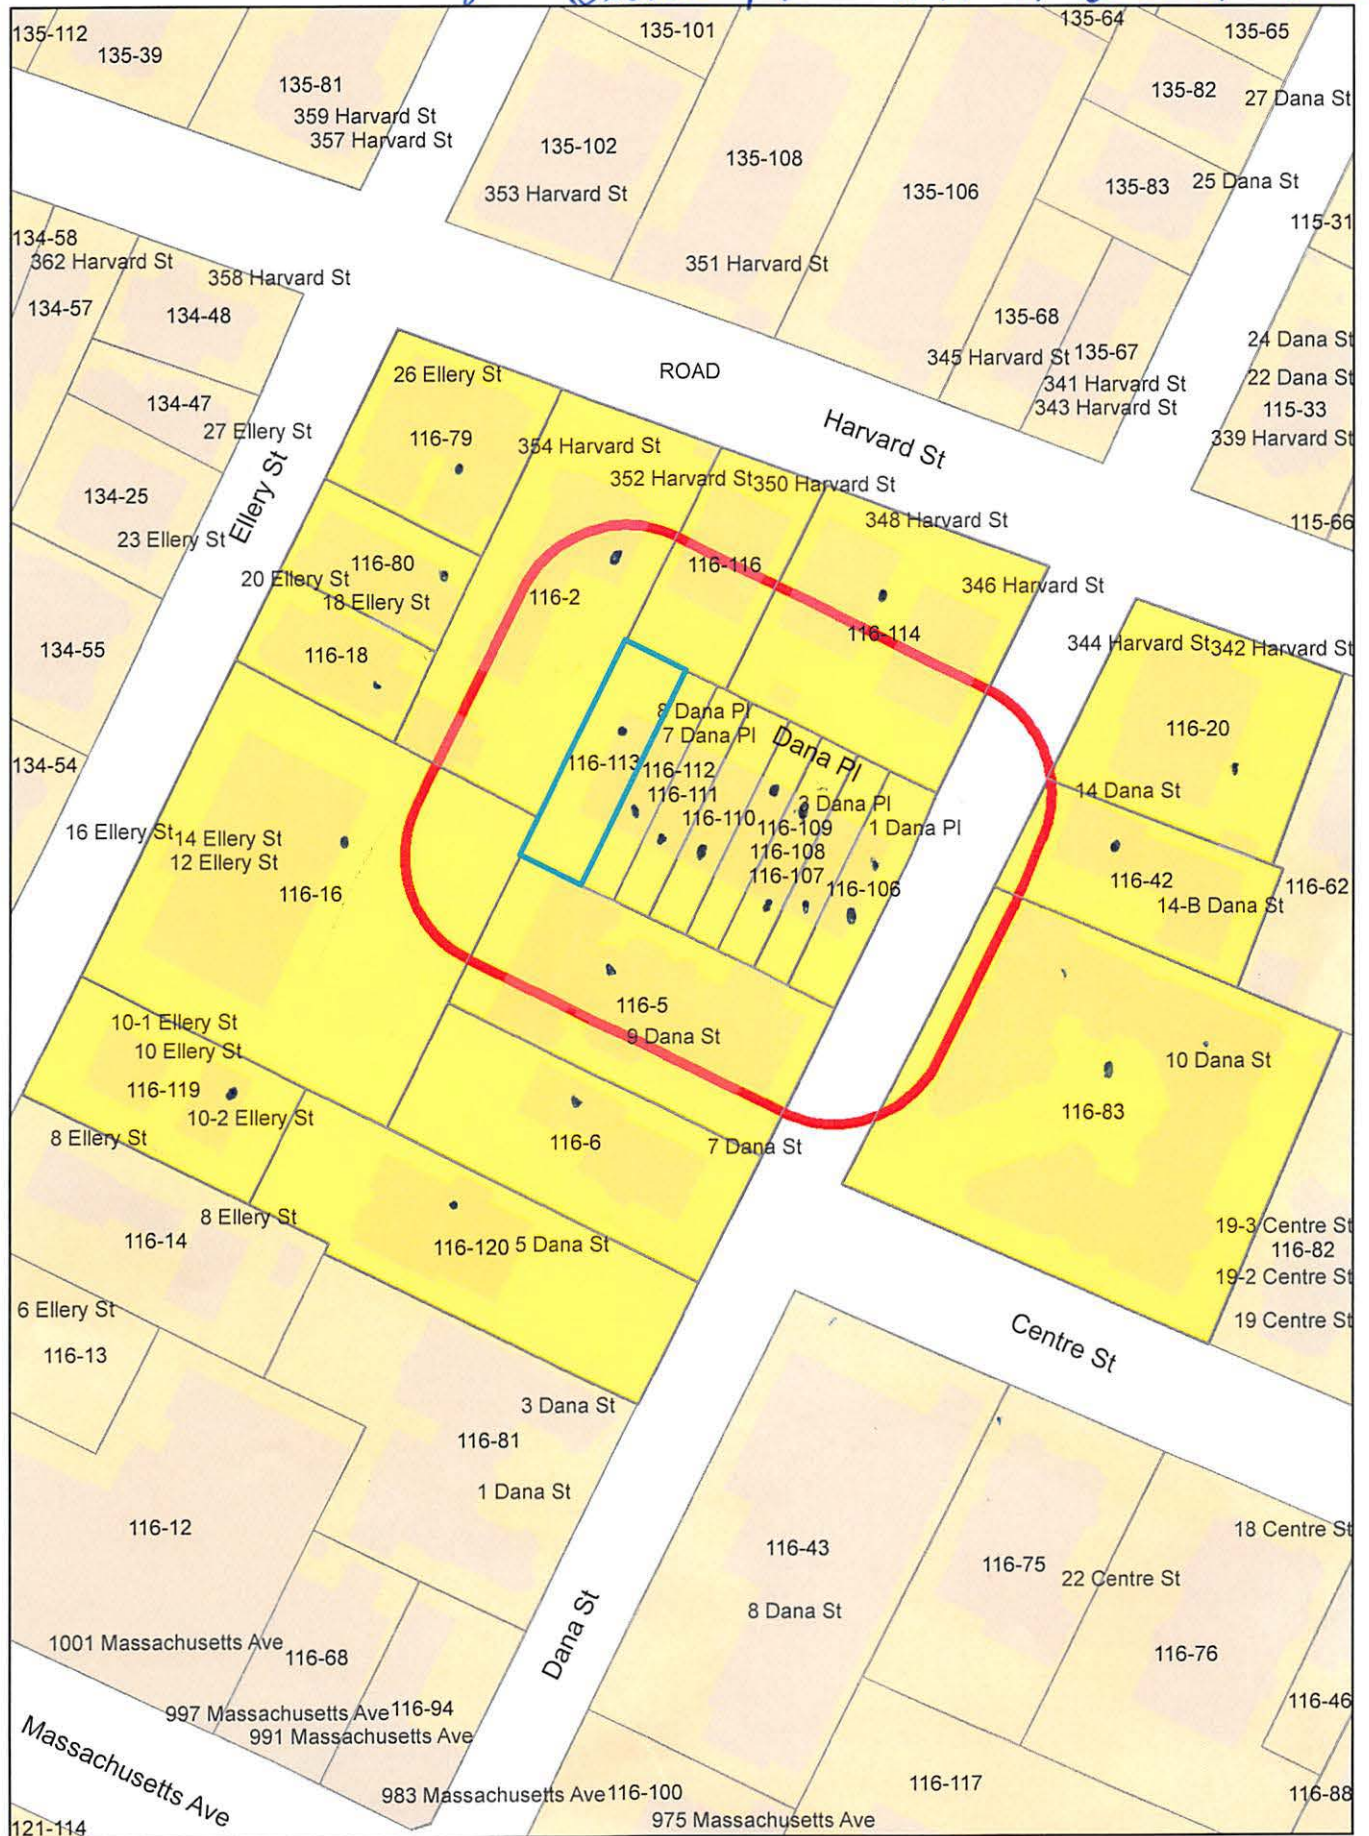 135-112
135-39
135-81
359 Harvard St
357 Harvard St
135-101
135-64
135-65
135-82
27 Dana St
135-102
353 Harvard St
135-108
351 Harvard St
135-106
135-83
25 Dana St
115-31
134-58
362 Harvard St
134-57
358 Harvard St
134-48
134-47
27 Ellery St
134-25
23 Ellery St
Ellery St
134-55
134-54
135-68
345 Harvard St
135-67
341 Harvard St
343 Harvard St
24 Dana St
22 Dana St
115-33
339 Harvard St
115-66
ROAD
Harvard St
26 Ellery St
116-79
354 Harvard St
352 Harvard St
350 Harvard St
348 Harvard St
346 Harvard St
344 Harvard St
342 Harvard St
116-80
20 Ellery St
18 Ellery St
116-18
116-2
116-116
116-114
116-20
14 Dana St
116-42
14-B Dana St
116-62
8 Dana Pl
7 Dana Pl
Dana Pl
116-113
116-112
116-111
116-110
3 Dana Pl
116-109
1 Dana Pl
116-108
116-107
116-106
16 Ellery St
14 Ellery St
12 Ellery St
116-16
116-5
9 Dana St
10 Dana St
116-83
10-1 Ellery St
10 Ellery St
116-119
10-2 Ellery St
8 Ellery St
116-6
7 Dana St
8 Ellery St
116-14
116-120
5 Dana St
19-3 Centre St
116-82
19-2 Centre St
19 Centre St
6 Ellery St
116-13
Centre St
3 Dana St
116-81
1 Dana St
116-12
116-43
8 Dana St
116-75
22 Centre St
18 Centre St
116-76
Dana St
1001 Massachusetts Ave
116-68
997 Massachusetts Ave
116-94
991 Massachusetts Ave
116-46
Massachusetts Ave
983 Massachusetts Ave
116-100
116-117
116-88
975 Massachusetts Ave
121-114